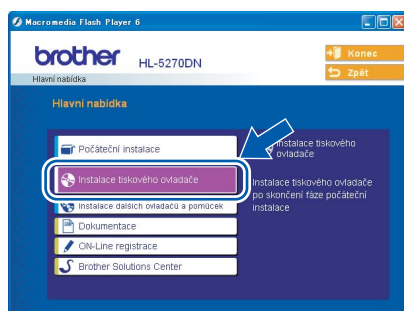 Macromedia Flash Player 6
brother HL-5270DN
Konec
Zpět
Hlavní nabídka
Hlavní nabídka
Počáteční instalace
Instalace tiskového ovladače
Instalace dalších ovladačů a pomůcek
Dokumentace
ON-Line registrace
Brother Solutions Center
Instalace tiskového
ovladače
Instalace tiskového ovladače
po skončení fáze počáteční
instalace